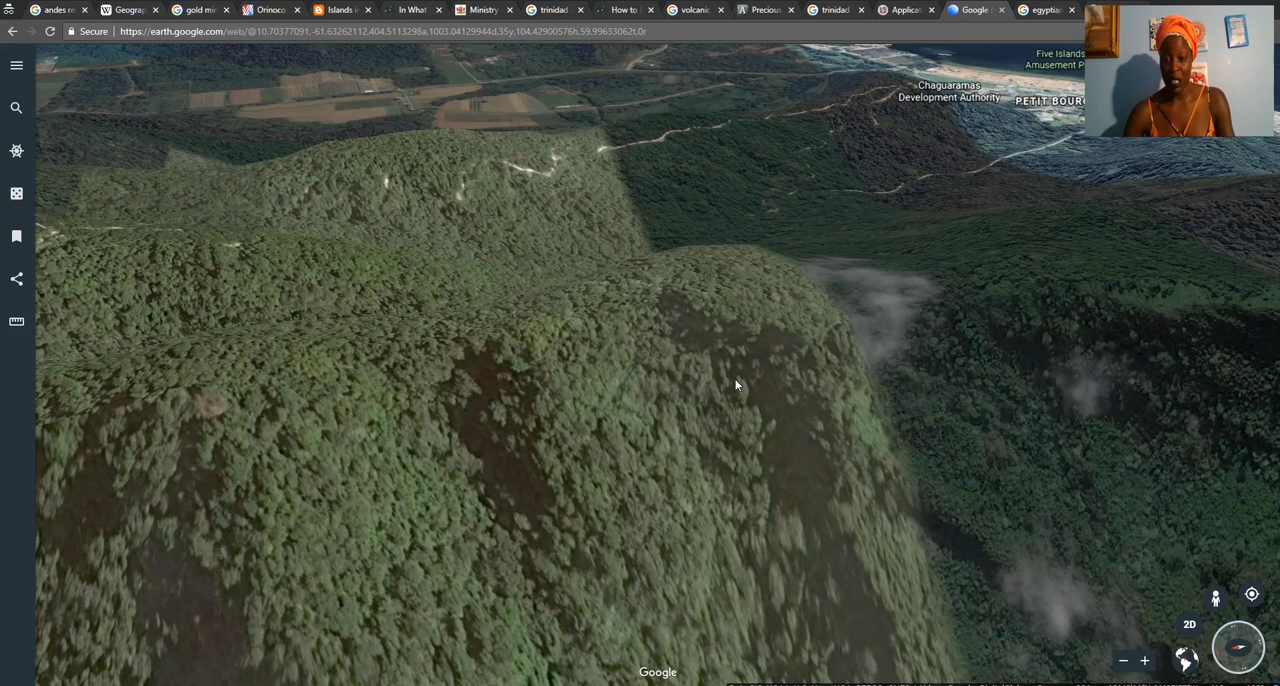 andes re
Geograp
gold min
Orinoco
Islands is
In What
Ministry
trinidad
How to
volcanic
Precious
trinidad
Applicat
Google
egyptian
Secure
https://earth.google.com/web/@10.70377091,-61.63262112,404.5113298a,1003.04129944d,35y,104.42900576h,59.99633062t,0r
Five Islands
Amusement P
Chaguaramas
Development Authority
PETIT BOUR
2D
Google